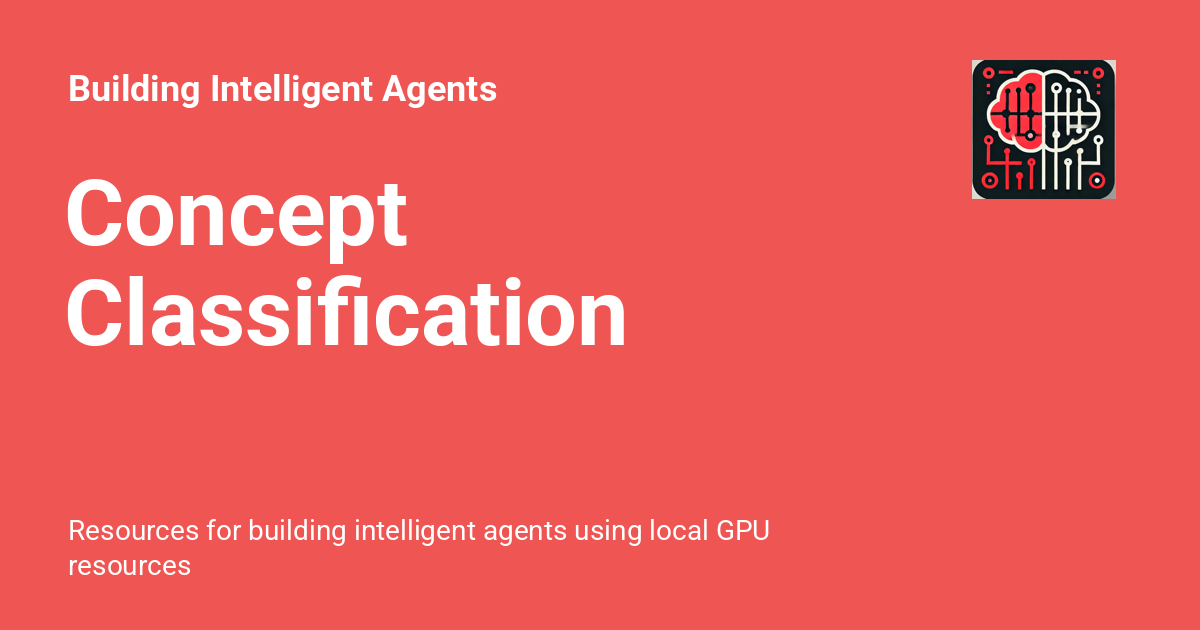 Building Intelligent Agents
Concept
Classification
Resources for building intelligent agents using local GPU
resources